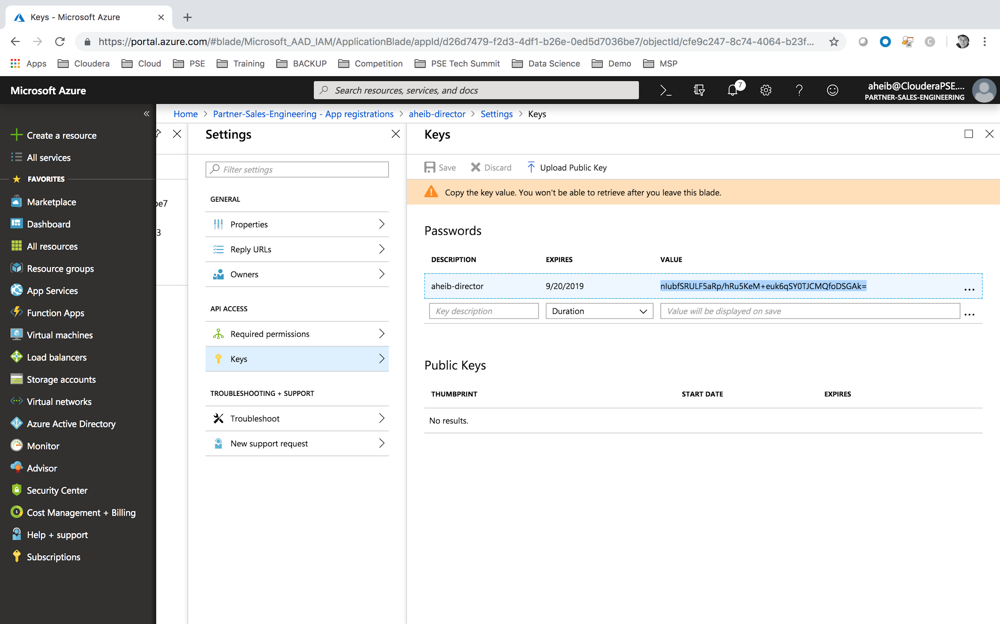 Keys - Microsoft Azure
https://portal.azure.com/#blade/Microsoft_AAD_IAM/ApplicationBlade/appId/d26d7479-f2d3-4df1-b26e-0ed5d7036be7/objectId/cfe9c247-8c74-4064-b23f...
Apps Cloudera Cloud PSE Training BACKUP Competition PSE Tech Summit Data Science Demo MSP
Microsoft Azure
Search resources, services, and docs
7
aheib@ClouderaPSE....
PARTNER-SALES-ENGINEERING
Home > Partner-Sales-Engineering - App registrations > aheib-director > Settings > Keys
Create a resource
All services
FAVORITES
Marketplace
Dashboard
All resources
Resource groups
App Services
Function Apps
Virtual machines
Load balancers
Storage accounts
Virtual networks
Azure Active Directory
Monitor
Advisor
Security Center
Cost Management + Billing
Help + support
Subscriptions
be7
3
Settings
Filter settings
GENERAL
Properties
Reply URLs
Owners
API ACCESS
Required permissions
Keys
TROUBLESHOOTING + SUPPORT
Troubleshoot
New support request
Keys
Save Discard Upload Public Key
Copy the key value. You won't be able to retrieve after you leave this blade.
Passwords
DESCRIPTION EXPIRES VALUE
aheib-director 9/20/2019 nIubfSRULF5aRp/hRu5KeM+euk6qSY0TJCMQfoDSGAk= ...
Key description Duration Value will be displayed on save ...
Public Keys
THUMBPRINT START DATE EXPIRES
No results.